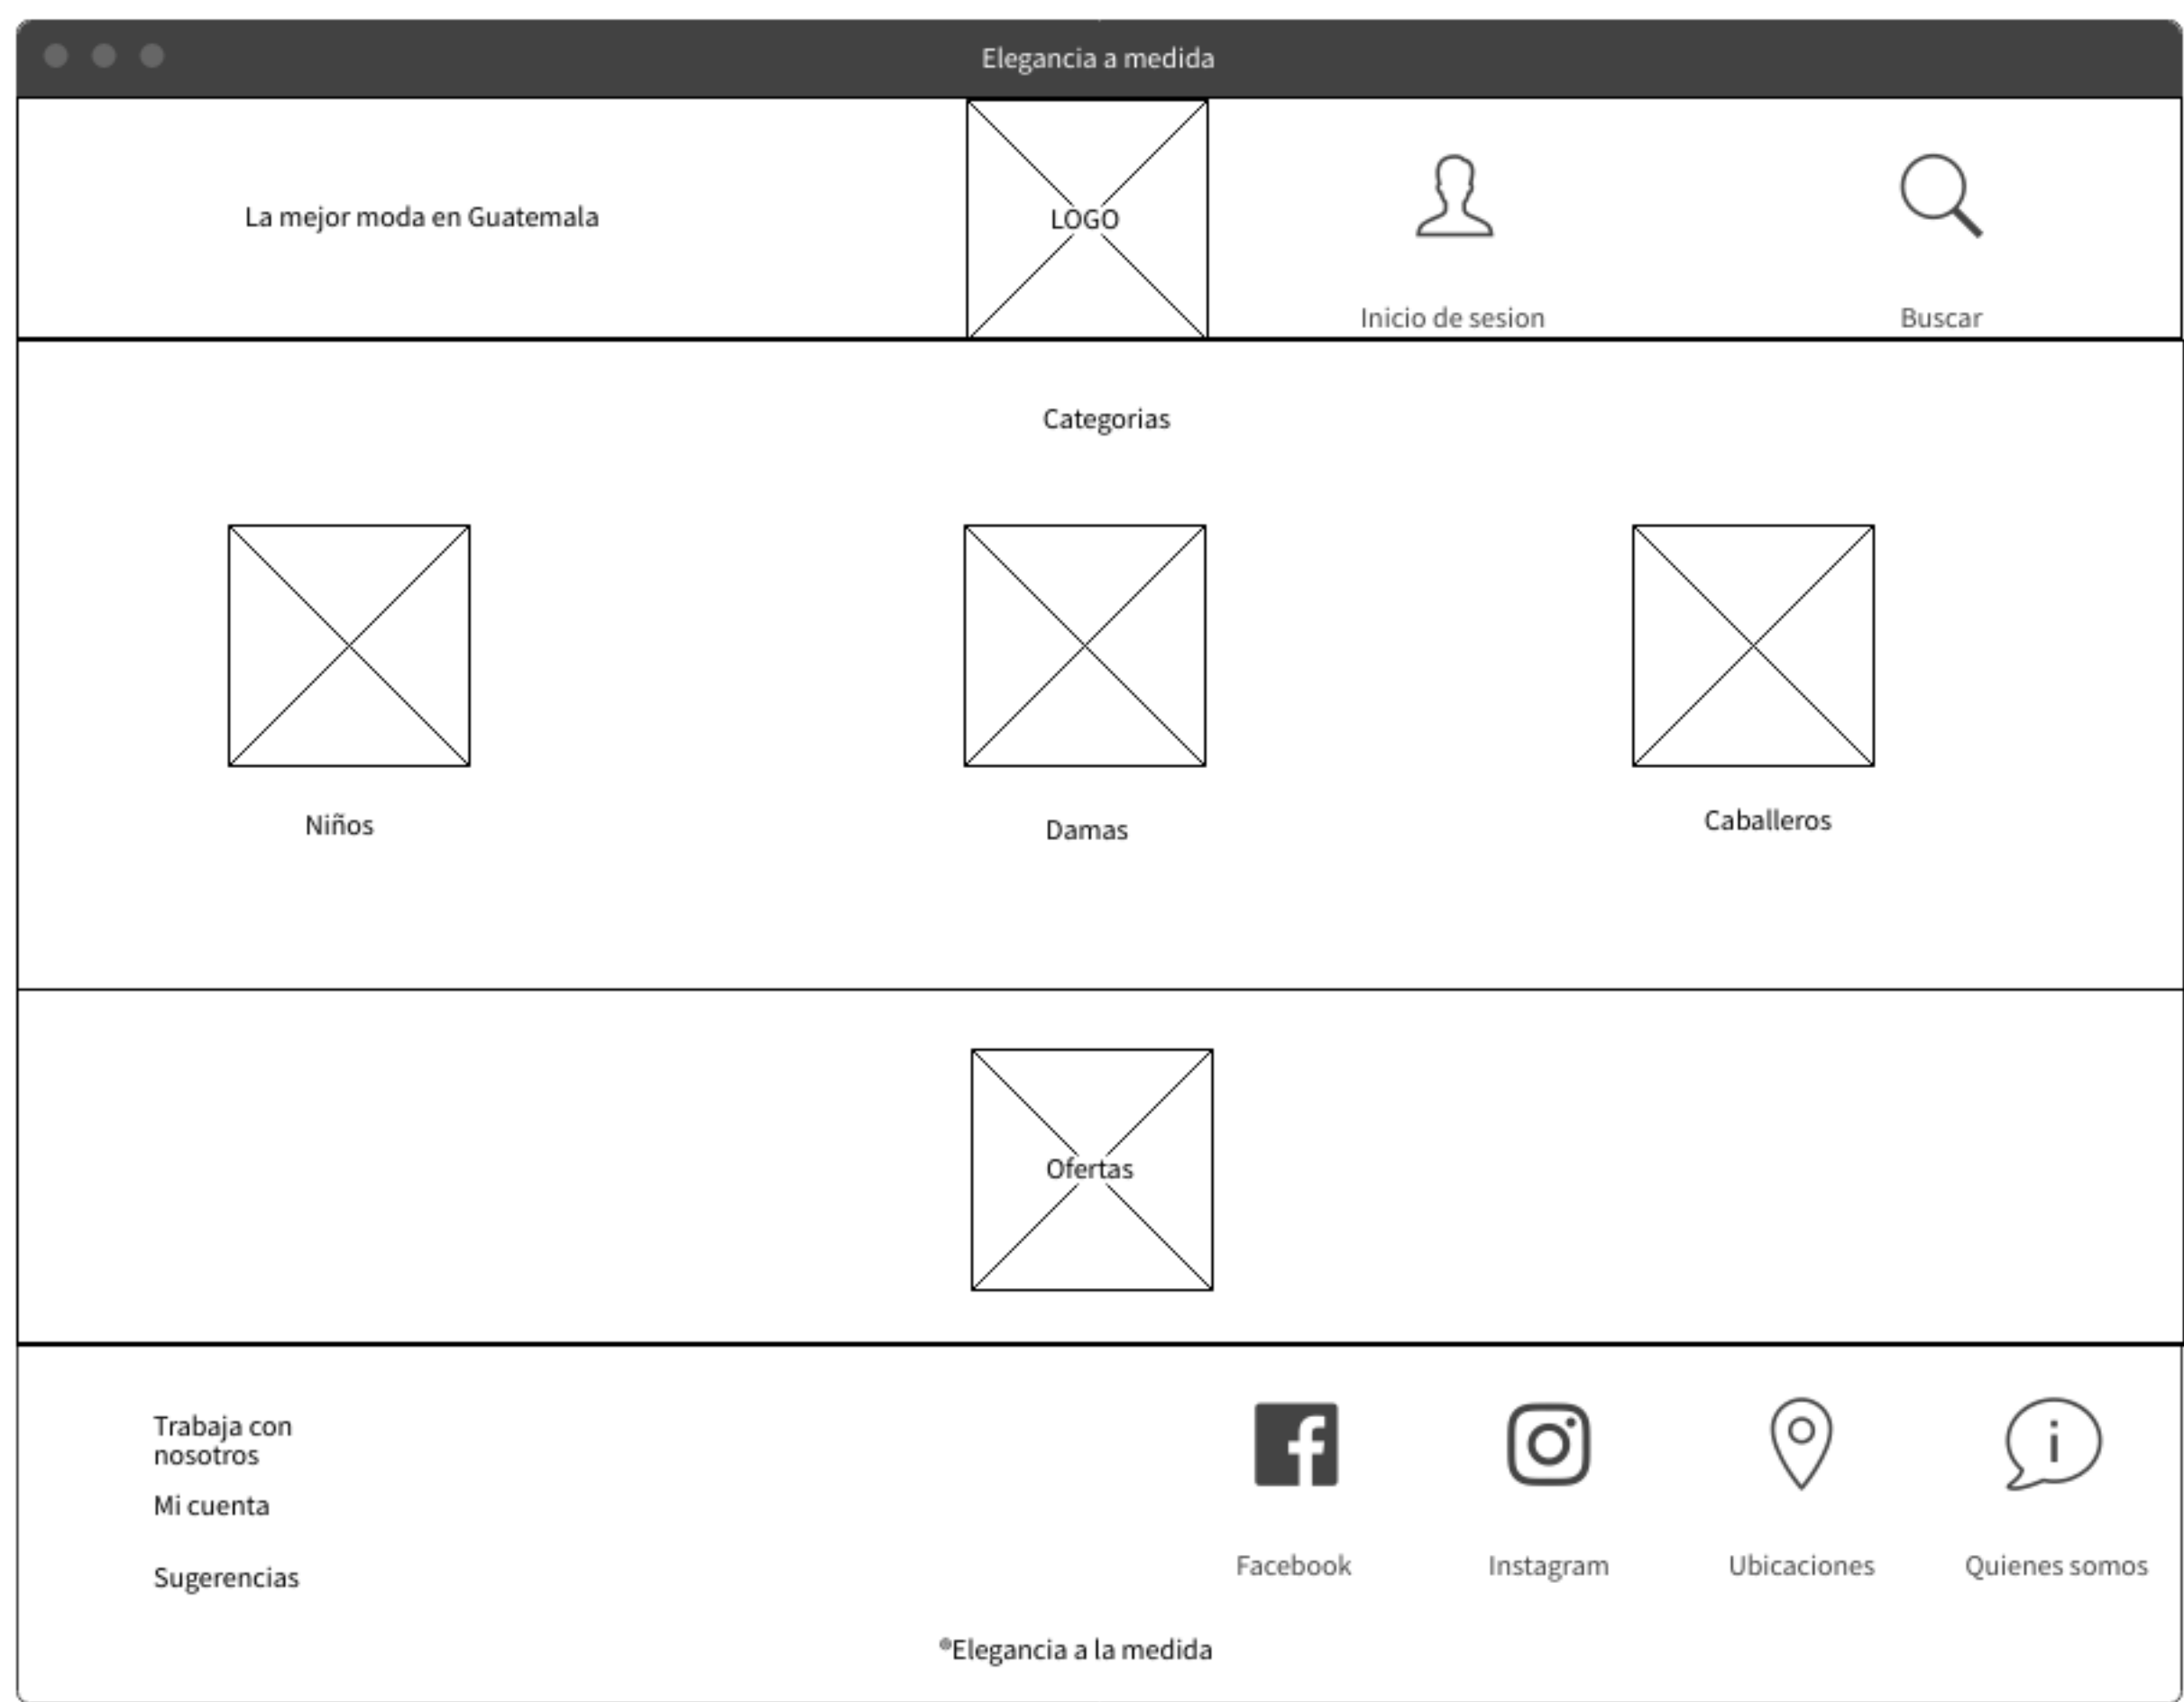 Elegancia a medida
La mejor moda en Guatemala
LOGO
Inicio de sesion
Buscar
Categorias
Niños
Damas
Caballeros
Ofertas
Trabaja con
nosotros
Mi cuenta
Sugerencias
Facebook
Instagram
Ubicaciones
Quienes somos
®Elegancia a la medida